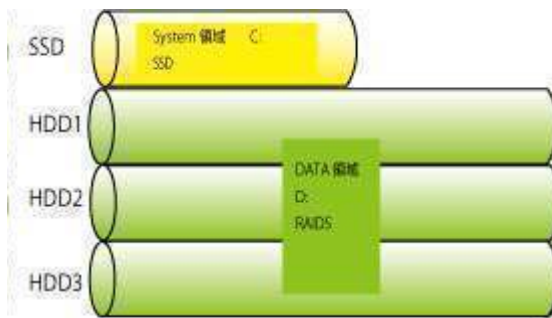 SSD
System 領域 C:
SSD
HDD1
HDD2
HDD3
DATA 領域
D:
RAID5